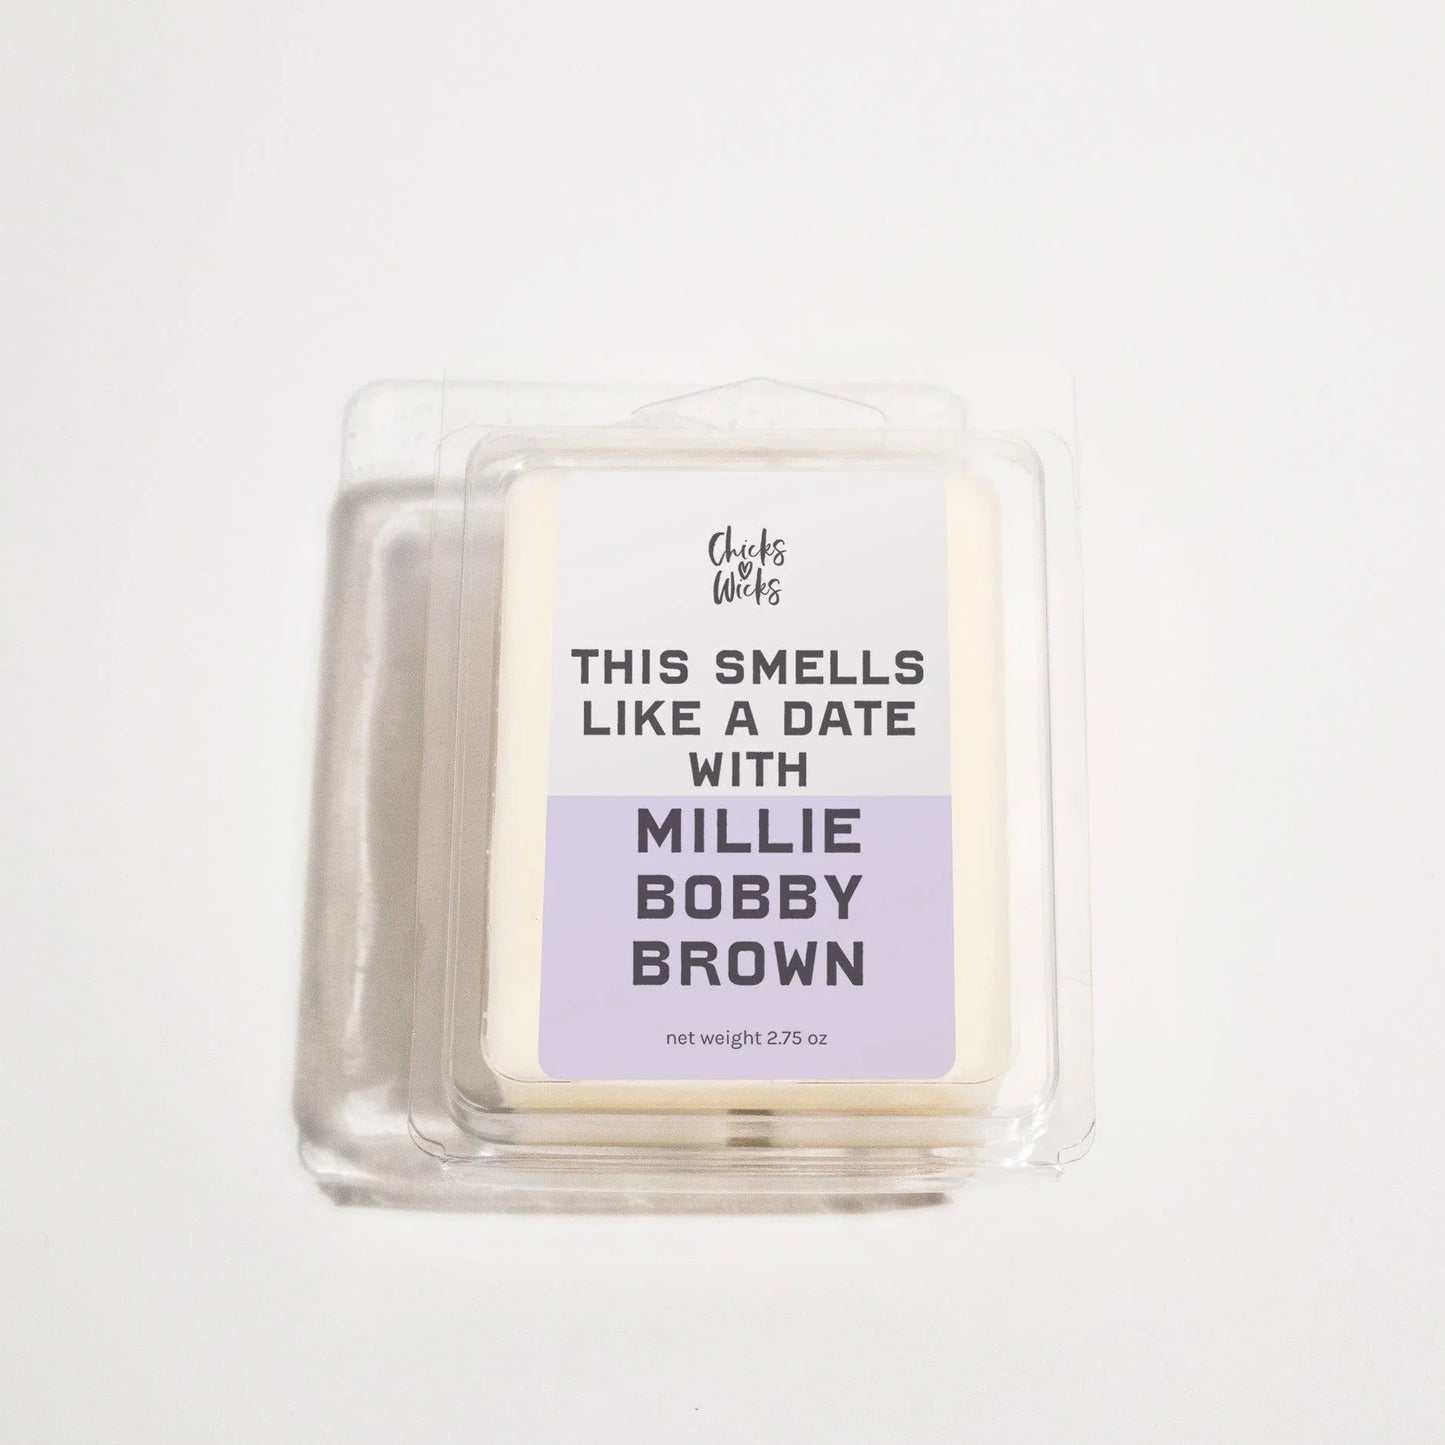 Chicks
Wicks
THIS SMELLS
LIKE A DATE
WITH
MILLIE
BOBBY
BROWN
net weight 2.75 oz